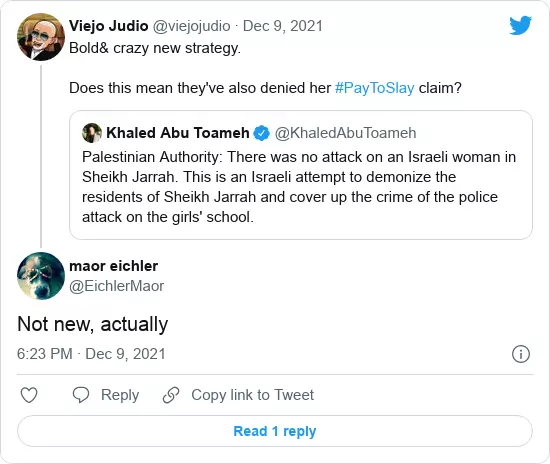 Viejo Judio @viejojudio · Dec 9, 2021
Bold& crazy new strategy.
Does this mean they've also denied her #PayToSlay claim?
Khaled Abu Toameh @KhaledAbuToameh
Palestinian Authority: There was no attack on an Israeli woman in
Sheikh Jarrah. This is an Israeli attempt to demonize the
residents of Sheikh Jarrah and cover up the crime of the police
attack on the girls' school.
maor eichler
@EichlerMaor
Not new, actually
6:23 PM · Dec 9, 2021
Reply
Copy link to Tweet
Read 1 reply